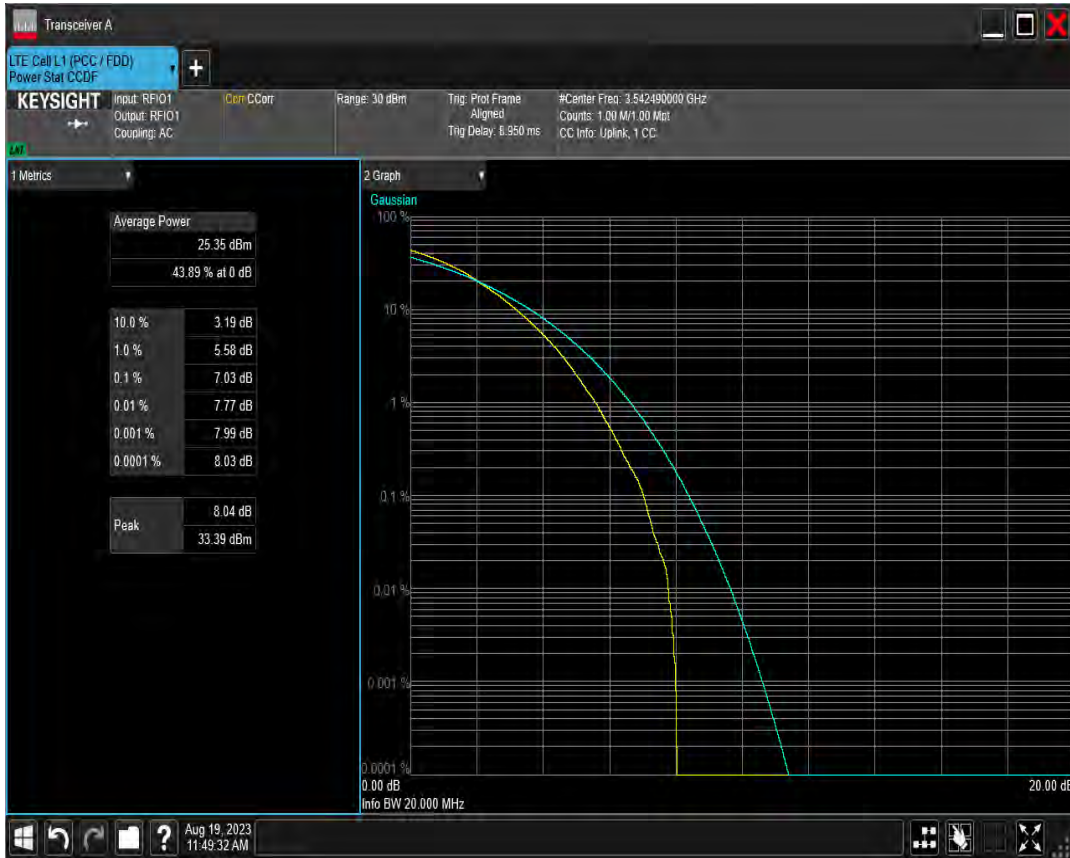 Transceiver A
LTE Cell L1 (PCC / FDD)
Power Stat CCDF
+
KEYSIGHT
Input: RFIO1
Output: RFIO1
Coupling: AC
Corr CCorr
Range: 30 dBm
Trig: Prot Frame
Aligned
Trig Delay: 8.950 ms
#Center Freq: 3.542490000 GHz
Counts: 1.00 M/1.00 Mpt
CC Info: Uplink, 1 CC
1 Metrics
Average Power
25.35 dBm
43.89 % at 0 dB
10.0 % 3.19 dB
1.0 % 5.58 dB
0.1 % 7.03 dB
0.01 % 7.77 dB
0.001 % 7.99 dB
0.0001 % 8.03 dB
Peak
8.04 dB
33.39 dBm
2 Graph
Gaussian
100 %
10 %
1 %
0.1 %
0.01 %
0.001 %
0.0001 %
0.00 dB 20.00 dB
Info BW 20.000 MHz
? Aug 19, 2023
11:49:32 AM